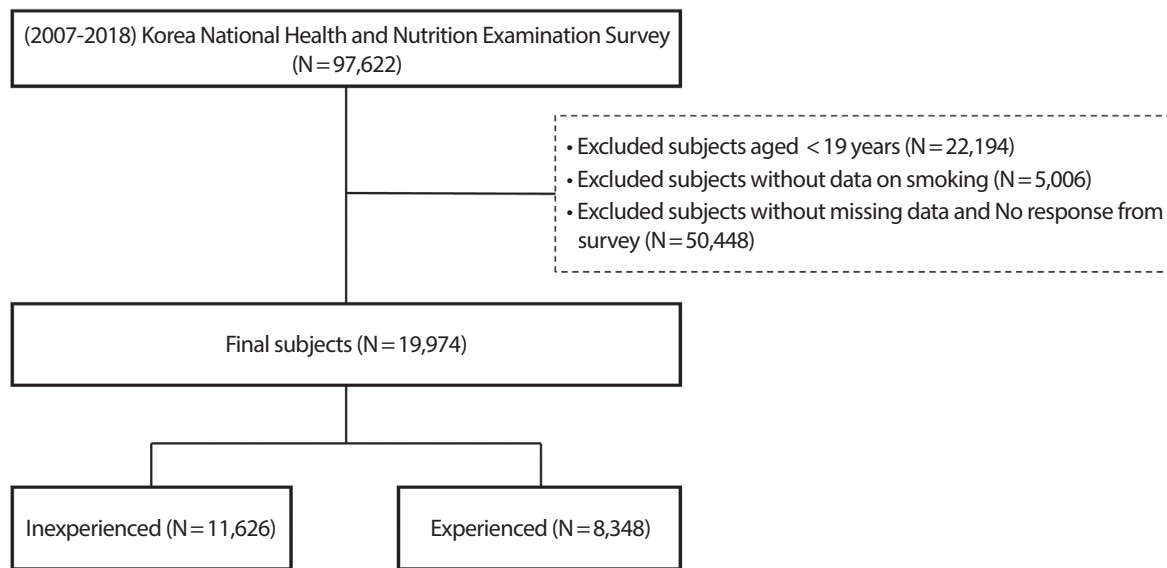 (2007-2018) Korea National Health and Nutrition Examination Survey
(N=97,622)
• Excluded subjects aged <19 years (N=22,194)
• Excluded subjects without data on smoking (N=5,006)
• Excluded subjects without missing data and No response from
survey (N=50,448)
Final subjects (N=19,974)
Inexperienced (N=11,626)
Experienced (N=8,348)